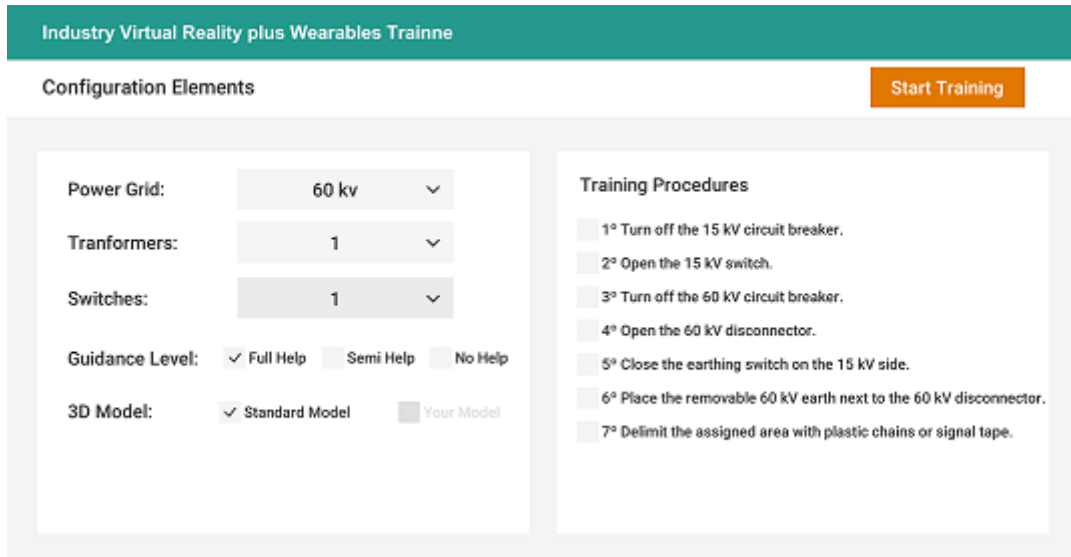 Industry Virtual Reality plus Wearables Trainne
Configuration Elements
Start Training
Power Grid: 60 kv
Tranformers: 1
Switches: 1
Guidance Level: Full Help Semi Help No Help
3D Model: Standard Model Your Model
Training Procedures
1º Turn off the 15 kV circuit breaker.
2º Open the 15 kV switch.
3º Turn off the 60 kV circuit breaker.
4º Open the 60 kV disconnector.
5º Close the earthing switch on the 15 kV side.
6º Place the removable 60 kV earth next to the 60 kV disconnector.
7º Delimit the assigned area with plastic chains or signal tape.